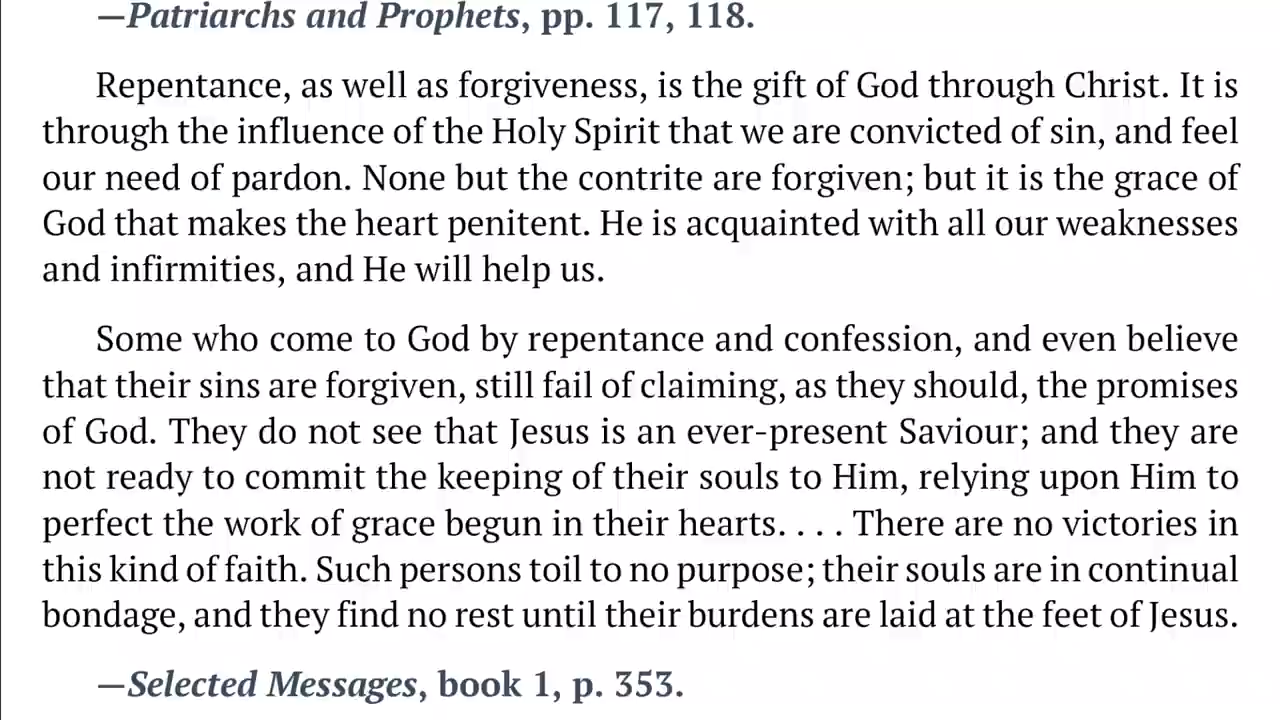 —Patriarchs and Prophets, pp. 117, 118.
Repentance, as well as forgiveness, is the gift of God through Christ. It is
through the influence of the Holy Spirit that we are convicted of sin, and feel
our need of pardon. None but the contrite are forgiven; but it is the grace of
God that makes the heart penitent. He is acquainted with all our weaknesses
and infirmities, and He will help us.
Some who come to God by repentance and confession, and even believe
that their sins are forgiven, still fail of claiming, as they should, the promises
of God. They do not see that Jesus is an ever-present Saviour; and they are
not ready to commit the keeping of their souls to Him, relying upon Him to
perfect the work of grace begun in their hearts. . . . There are no victories in
this kind of faith. Such persons toil to no purpose; their souls are in continual
bondage, and they find no rest until their burdens are laid at the feet of Jesus.
—Selected Messages, book 1, p. 353.